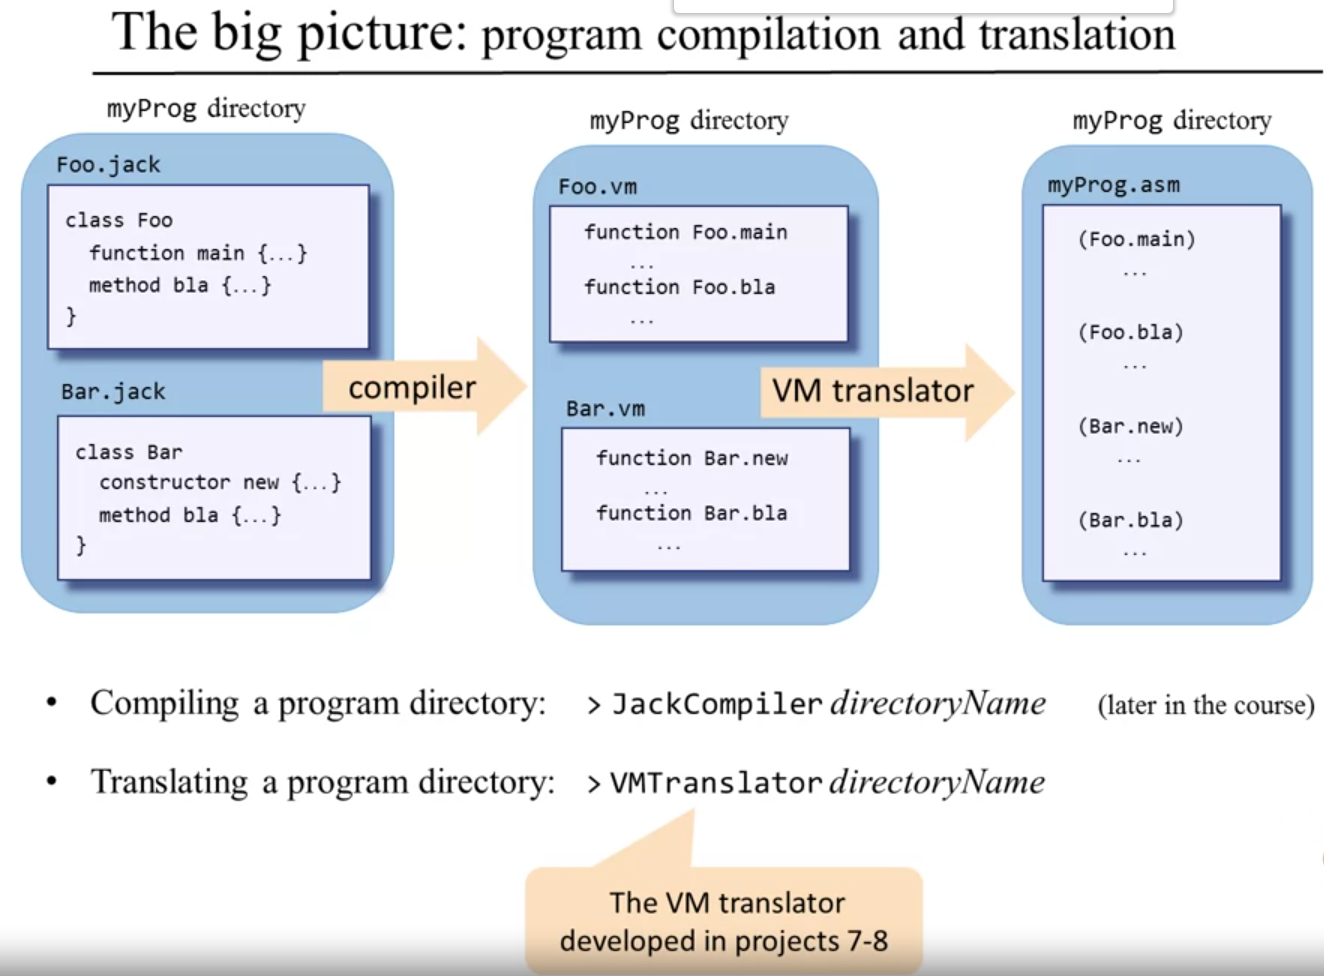 The big picture: program compilation and translation
myProg directory
Foo.jack
class Foo
function main {...}
method bla {...}
}
Bar.jack
class Bar
constructor new {...}
method bla {...}
}
compiler
myProg directory
Foo.vm
function Foo.main
...
function Foo.bla
...
Bar.vm
function Bar.new
...
function Bar.bla
...
VM translator
myProg directory
myProg.asm
(Foo.main)
...
(Foo.bla)
...
(Bar.new)
...
(Bar.bla)
...
• Compiling a program directory: > JackCompiler directoryName (later in the course)
• Translating a program directory: > VMTranslator directoryName
The VM translator
developed in projects 7-8